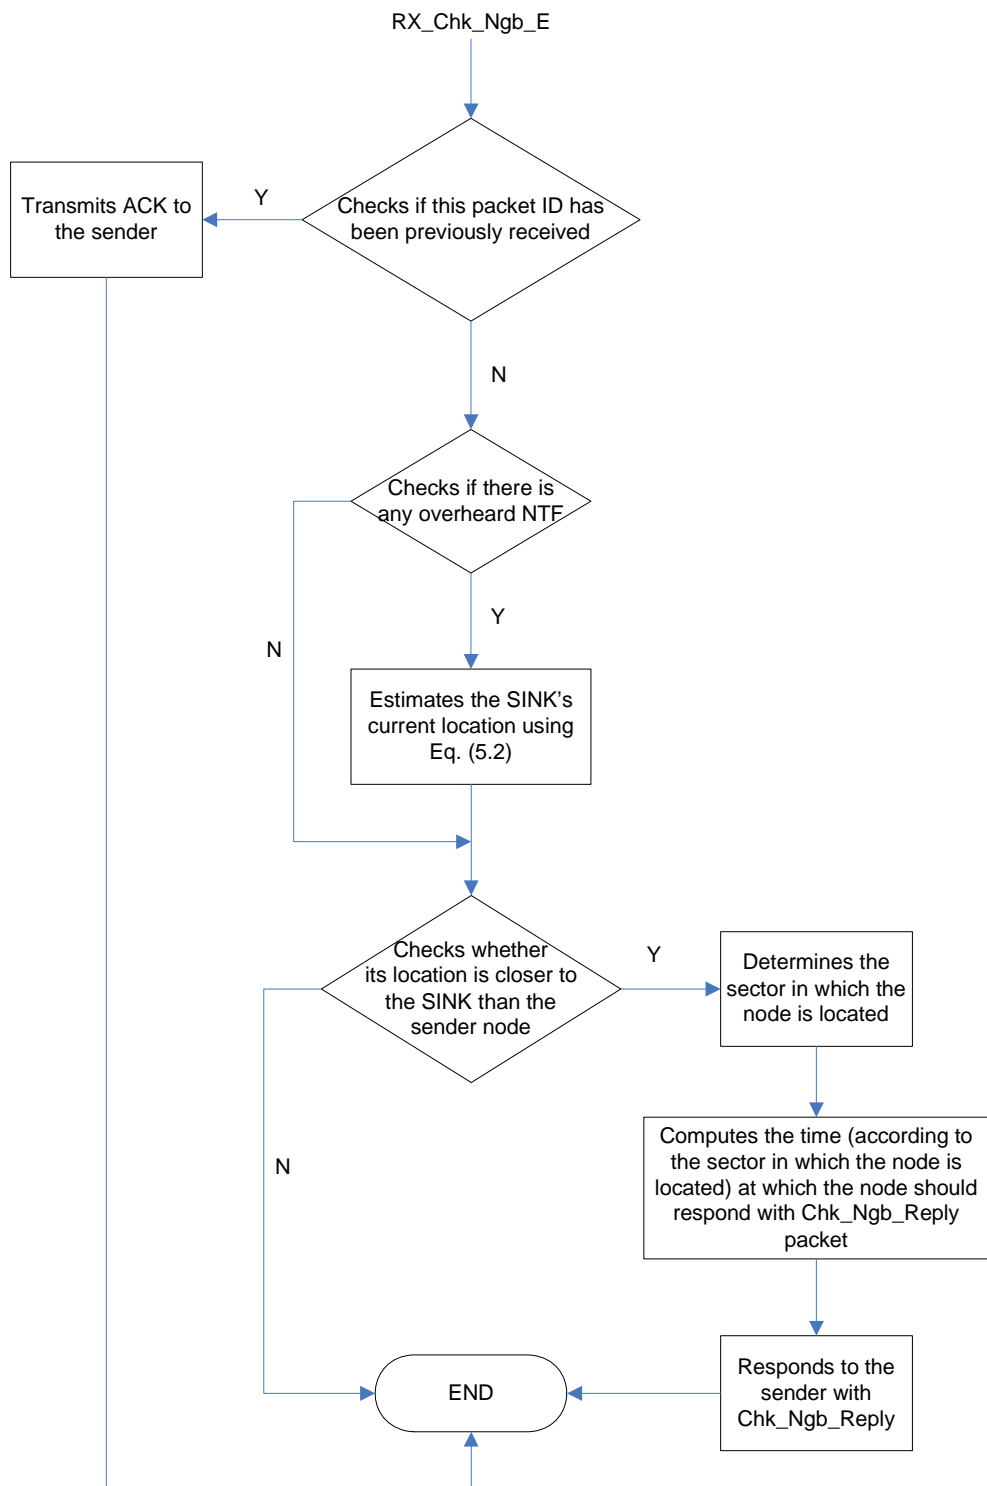 RX_Chk_Ngb_E
Checks if this packet ID has
been previously received
Y
Transmits ACK to
the sender
N
Checks if there is
any overheard NTF
Y
N
Estimates the SINK's
current location using
Eq. (5.2)
Checks whether
its location is closer to
the SINK than the
sender node
Y
Determines the
sector in which the
node is located
N
Computes the time (according to
the sector in which the node is
located) at which the node should
respond with Chk_Ngb_Reply
packet
Responds to the
sender with
Chk_Ngb_Reply
END